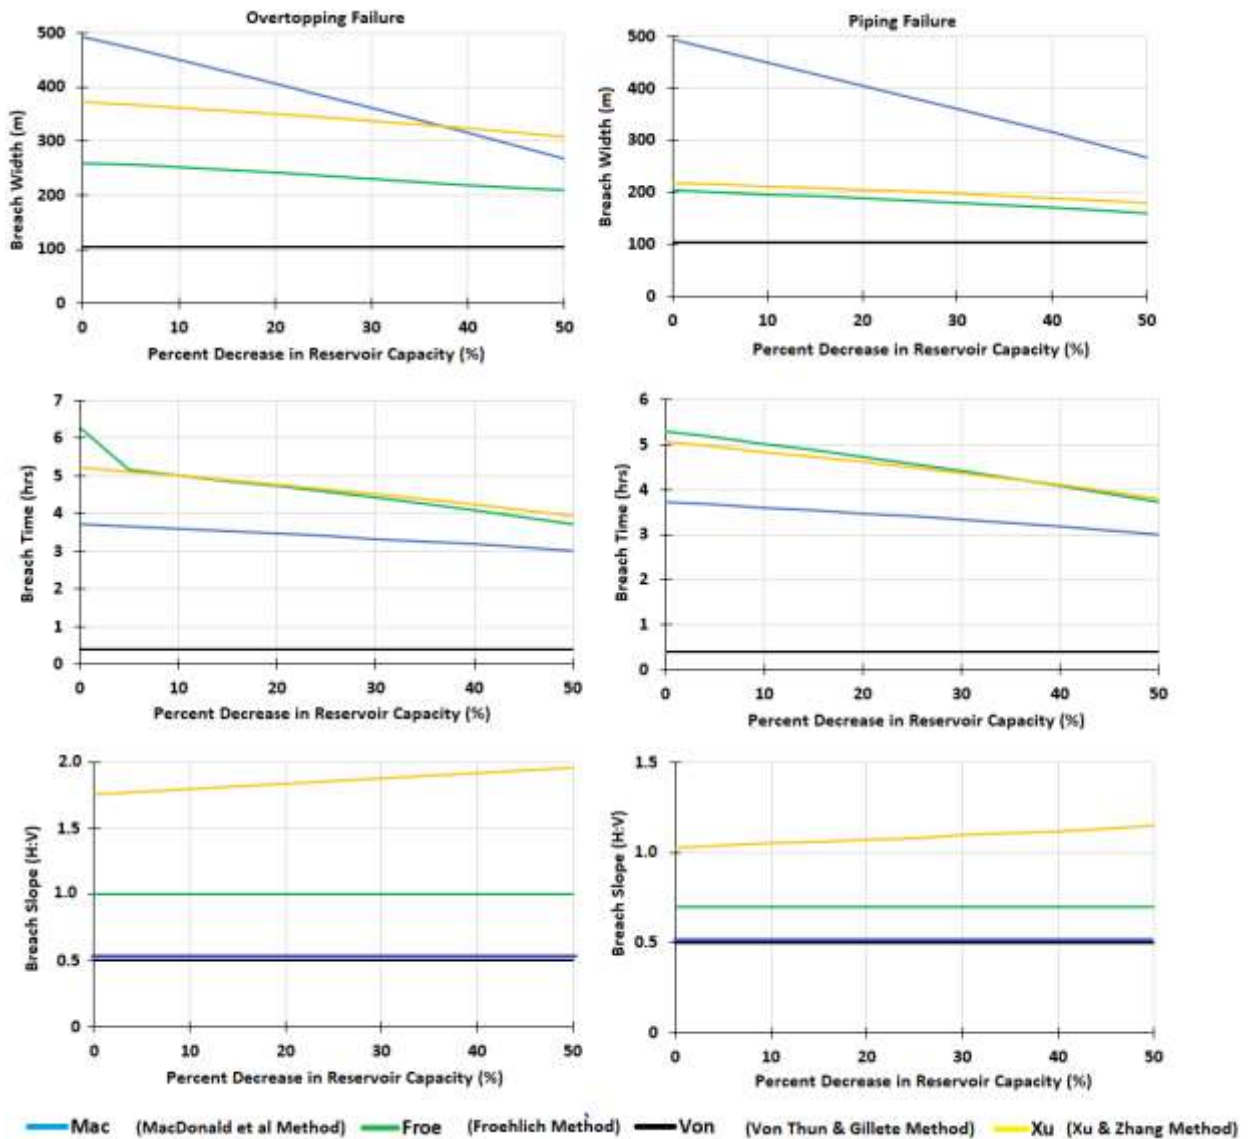 Overtopping Failure
500
400
300
200
100
0
Breach Width (m)
0 10 20 30 40 50
Percent Decrease in Reservoir Capacity (%)
Piping Failure
500
400
300
200
100
0
Breach Width (m)
0 10 20 30 40 50
Percent Decrease in Reservoir Capacity (%)
7
6
5
4
3
2
1
0
Breach Time (hrs)
0 10 20 30 40 50
Percent Decrease in Reservoir Capacity (%)
6
5
4
3
2
1
0
Breach Time (hrs)
0 10 20 30 40 50
Percent Decrease in Reservoir Capacity (%)
2.0
1.5
1.0
0.5
0
Breach Slope (H:V)
0 10 20 30 40 50
Percent Decrease in Reservoir Capacity (%)
1.5
1.0
0.5
0
Breach Slope (H:V)
0 10 20 30 40 50
Percent Decrease in Reservoir Capacity (%)
Mac (MacDonald et al Method) Froe (Froehlich Method) Von (Von Thun & Gillete Method) Xu (Xu & Zhang Method)